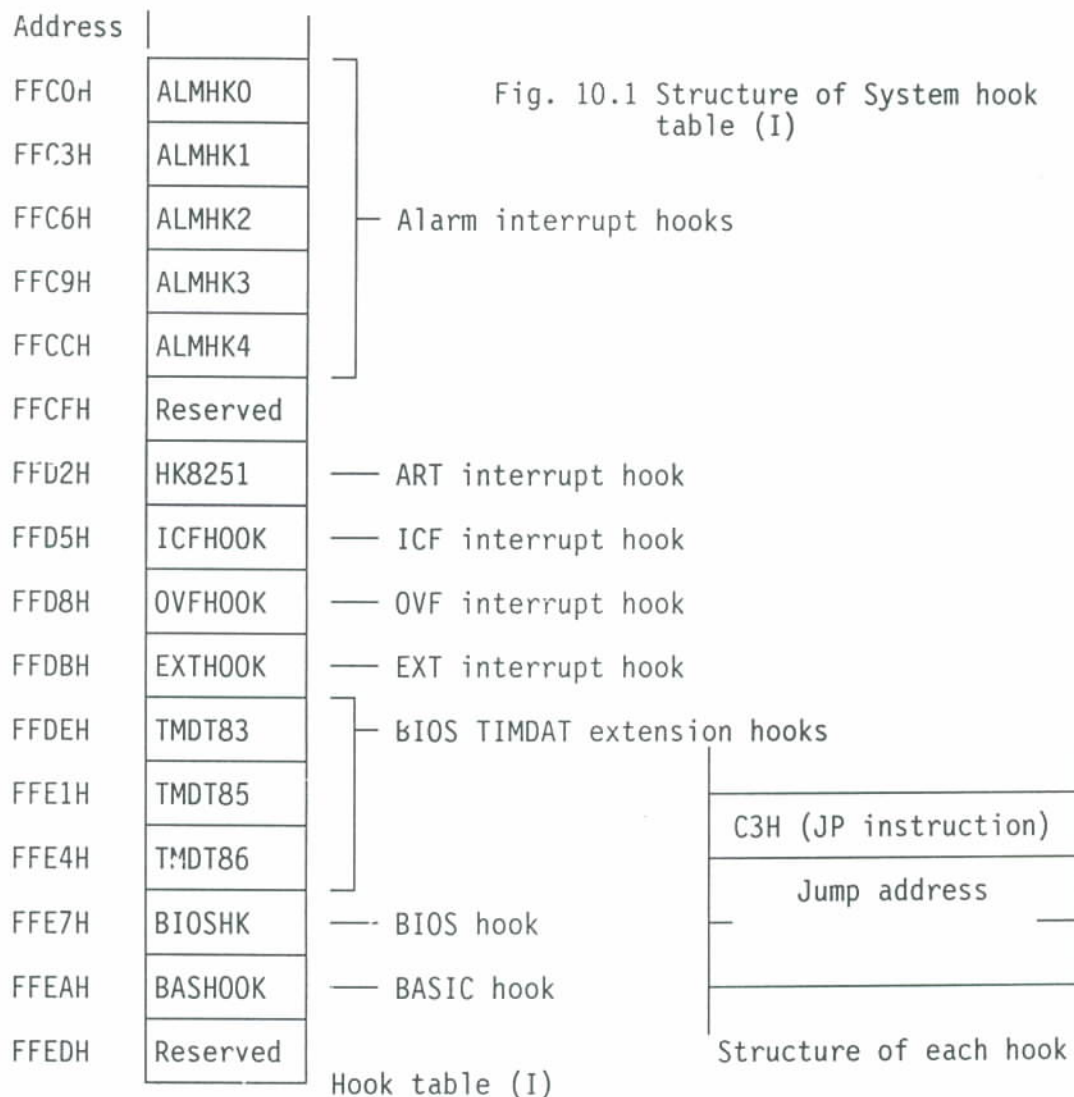 Address
Fig. 10.1 Structure of System hook
table (I)
FFC0H ALMHK0
FFC3H ALMHK1
FFC6H ALMHK2
Alarm interrupt hooks
FFC9H ALMHK3
FFCCH ALMHK4
FFCFH Reserved
FFD2H HK8251 ART interrupt hook
FFD5H ICFHOOK ICF interrupt hook
FFD8H OVFHOOK OVF interrupt hook
FFDBH EXTHOOK EXT interrupt hook
FFDEH TMDT83 BIOS TIMDAT extension hooks
FFE1H TMDT85
FFE4H TMDT86
FFE7H BIOSHK BIOS hook
FFEAH BASHOOK BASIC hook
FFEDH Reserved
Hook table (I)
C3H (JP instruction)
Jump address
Structure of each hook